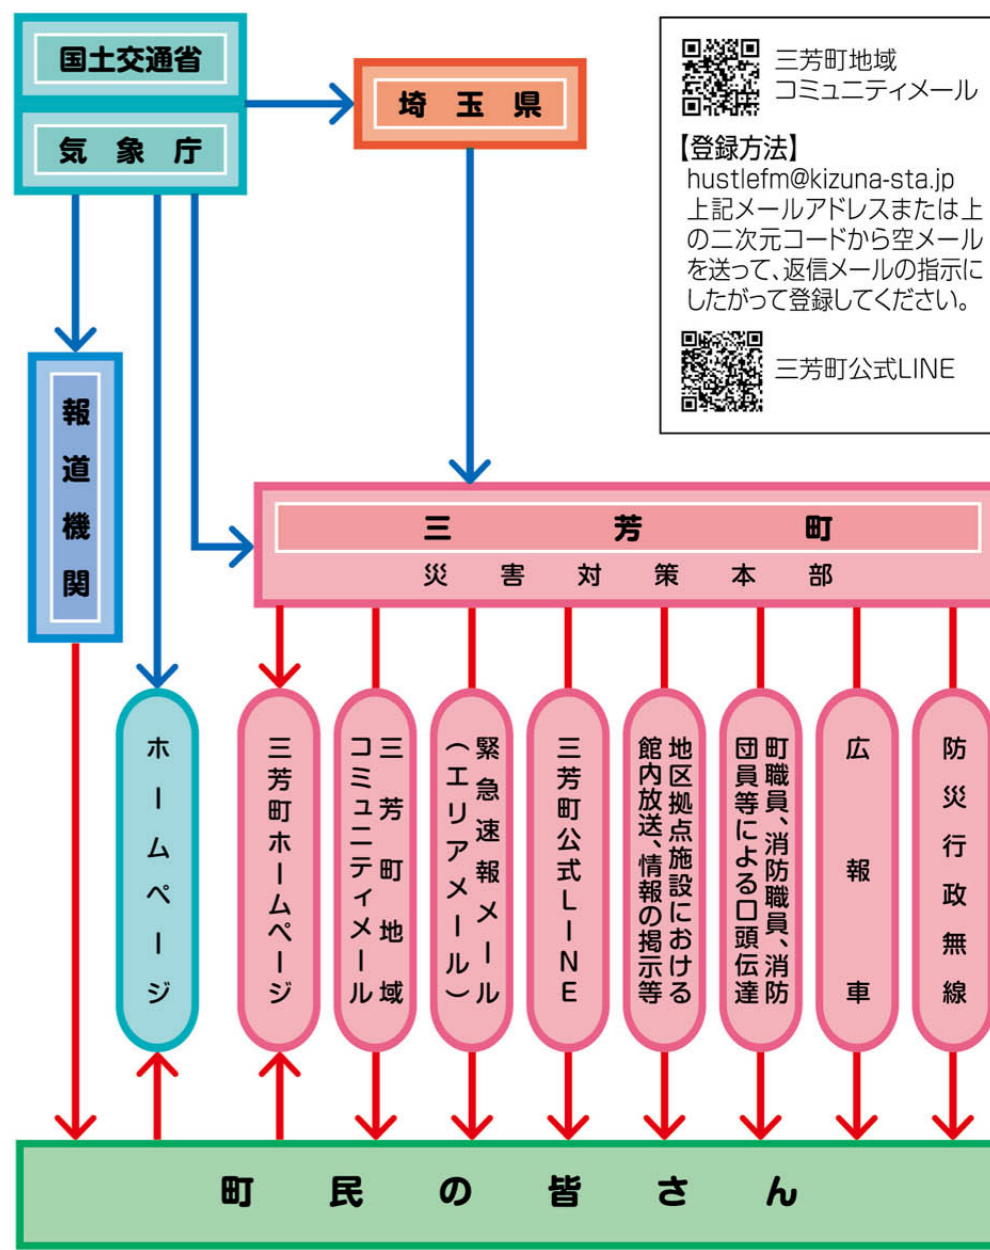 国土交通省
気象庁
埼玉県
三芳町地域
コミュニティメール
【登録方法】
hustlefm@kizuna-sta.jp
上記メールアドレスまたは上
の二次元コードから空メール
を送って、返信メールの指示に
したがって登録してください。
三芳町公式LINE
報道機関
三芳町
災害対策本部
ホームページ
三芳町ホームページ
三芳町地域
コミュニティメール
緊急速報メール
(エリアメール)
三芳町公式LINE
地区拠点施設における
館内放送、情報の掲示等
町職員、消防職員、消防
団員等による口頭伝達
広報車
防災行政無線
町民の皆さん